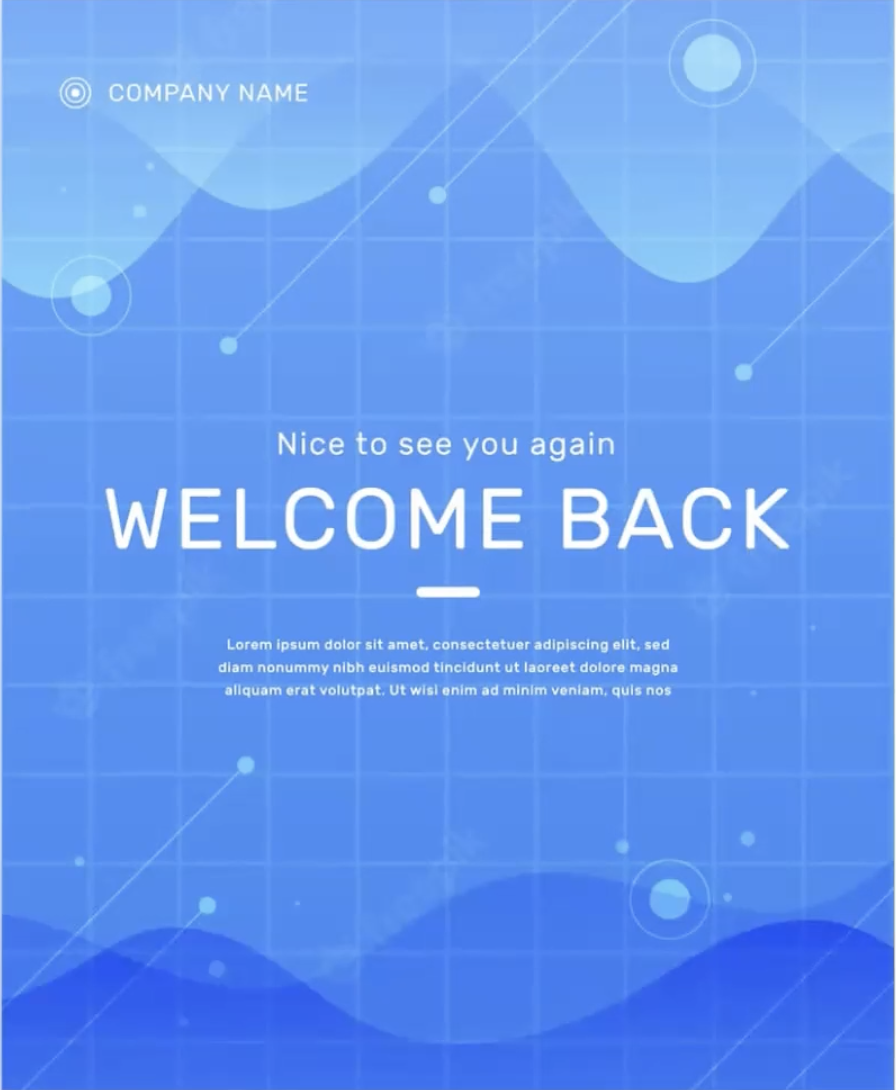 COMPANY NAME
Nice to see you again
WELCOME BACK
Lorem ipsum dolor sit amet, consectetuer adipiscing elit, sed
diam nonummy nibh euismod tincidunt ut laoreet dolore magna
aliquam erat volutpat. Ut wisi enim ad minim veniam, quis nos